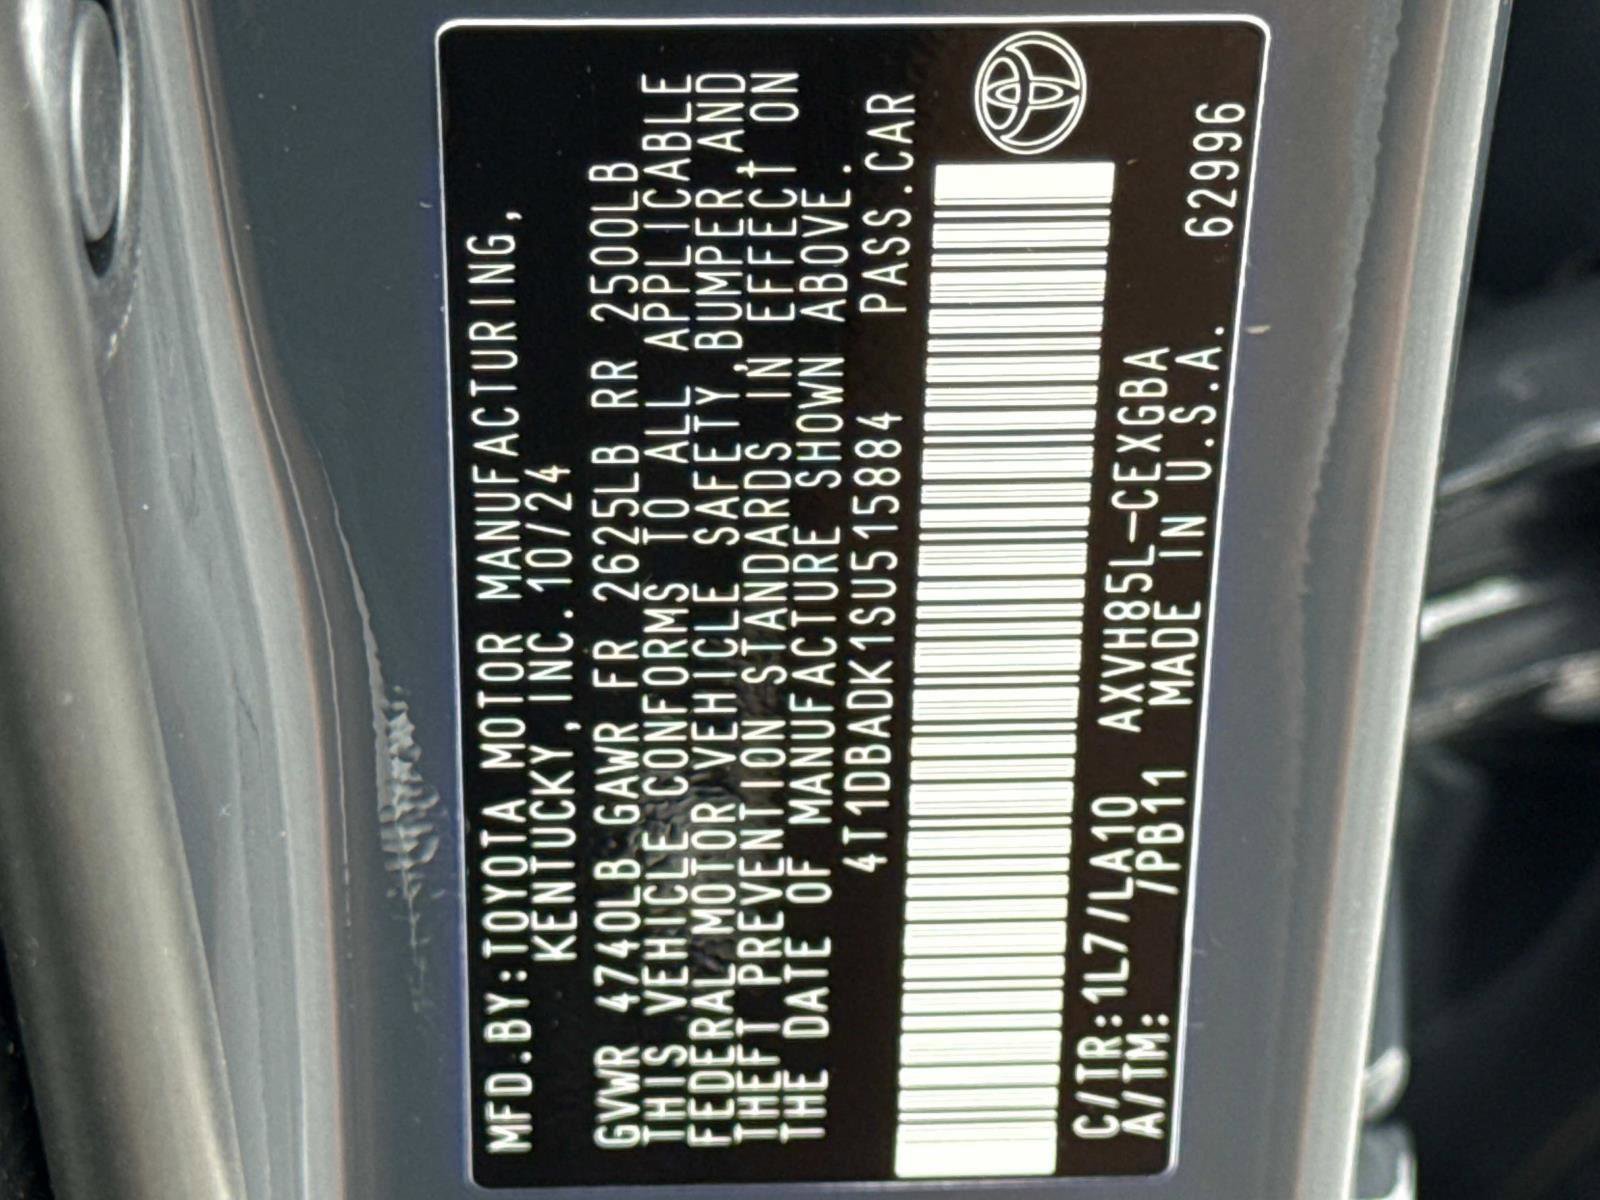 MFD.BY:TOYOTA MOTOR MANUFACTURING,
KENTUCKY,INC.10/24
GVWR 4740LB GAWR FR 2625LB RR 2500LB
THIS VEHICLE CONFORMS TO ALL APPLICABLE
FEDERAL MOTOR VEHICLE SAFETY,BUMPER,AND
THEFT PREVENTION STANDARDS IN EFFECT ON
THE DATE OF MANUFACTURE SHOWN ABOVE.
4T1DBADK1SU515884 PASS.CAR
C/TR:1L7/LA10 AXVH85L-CEXGBA
A/TM: /PB11 MADE IN U.S.A. 62996